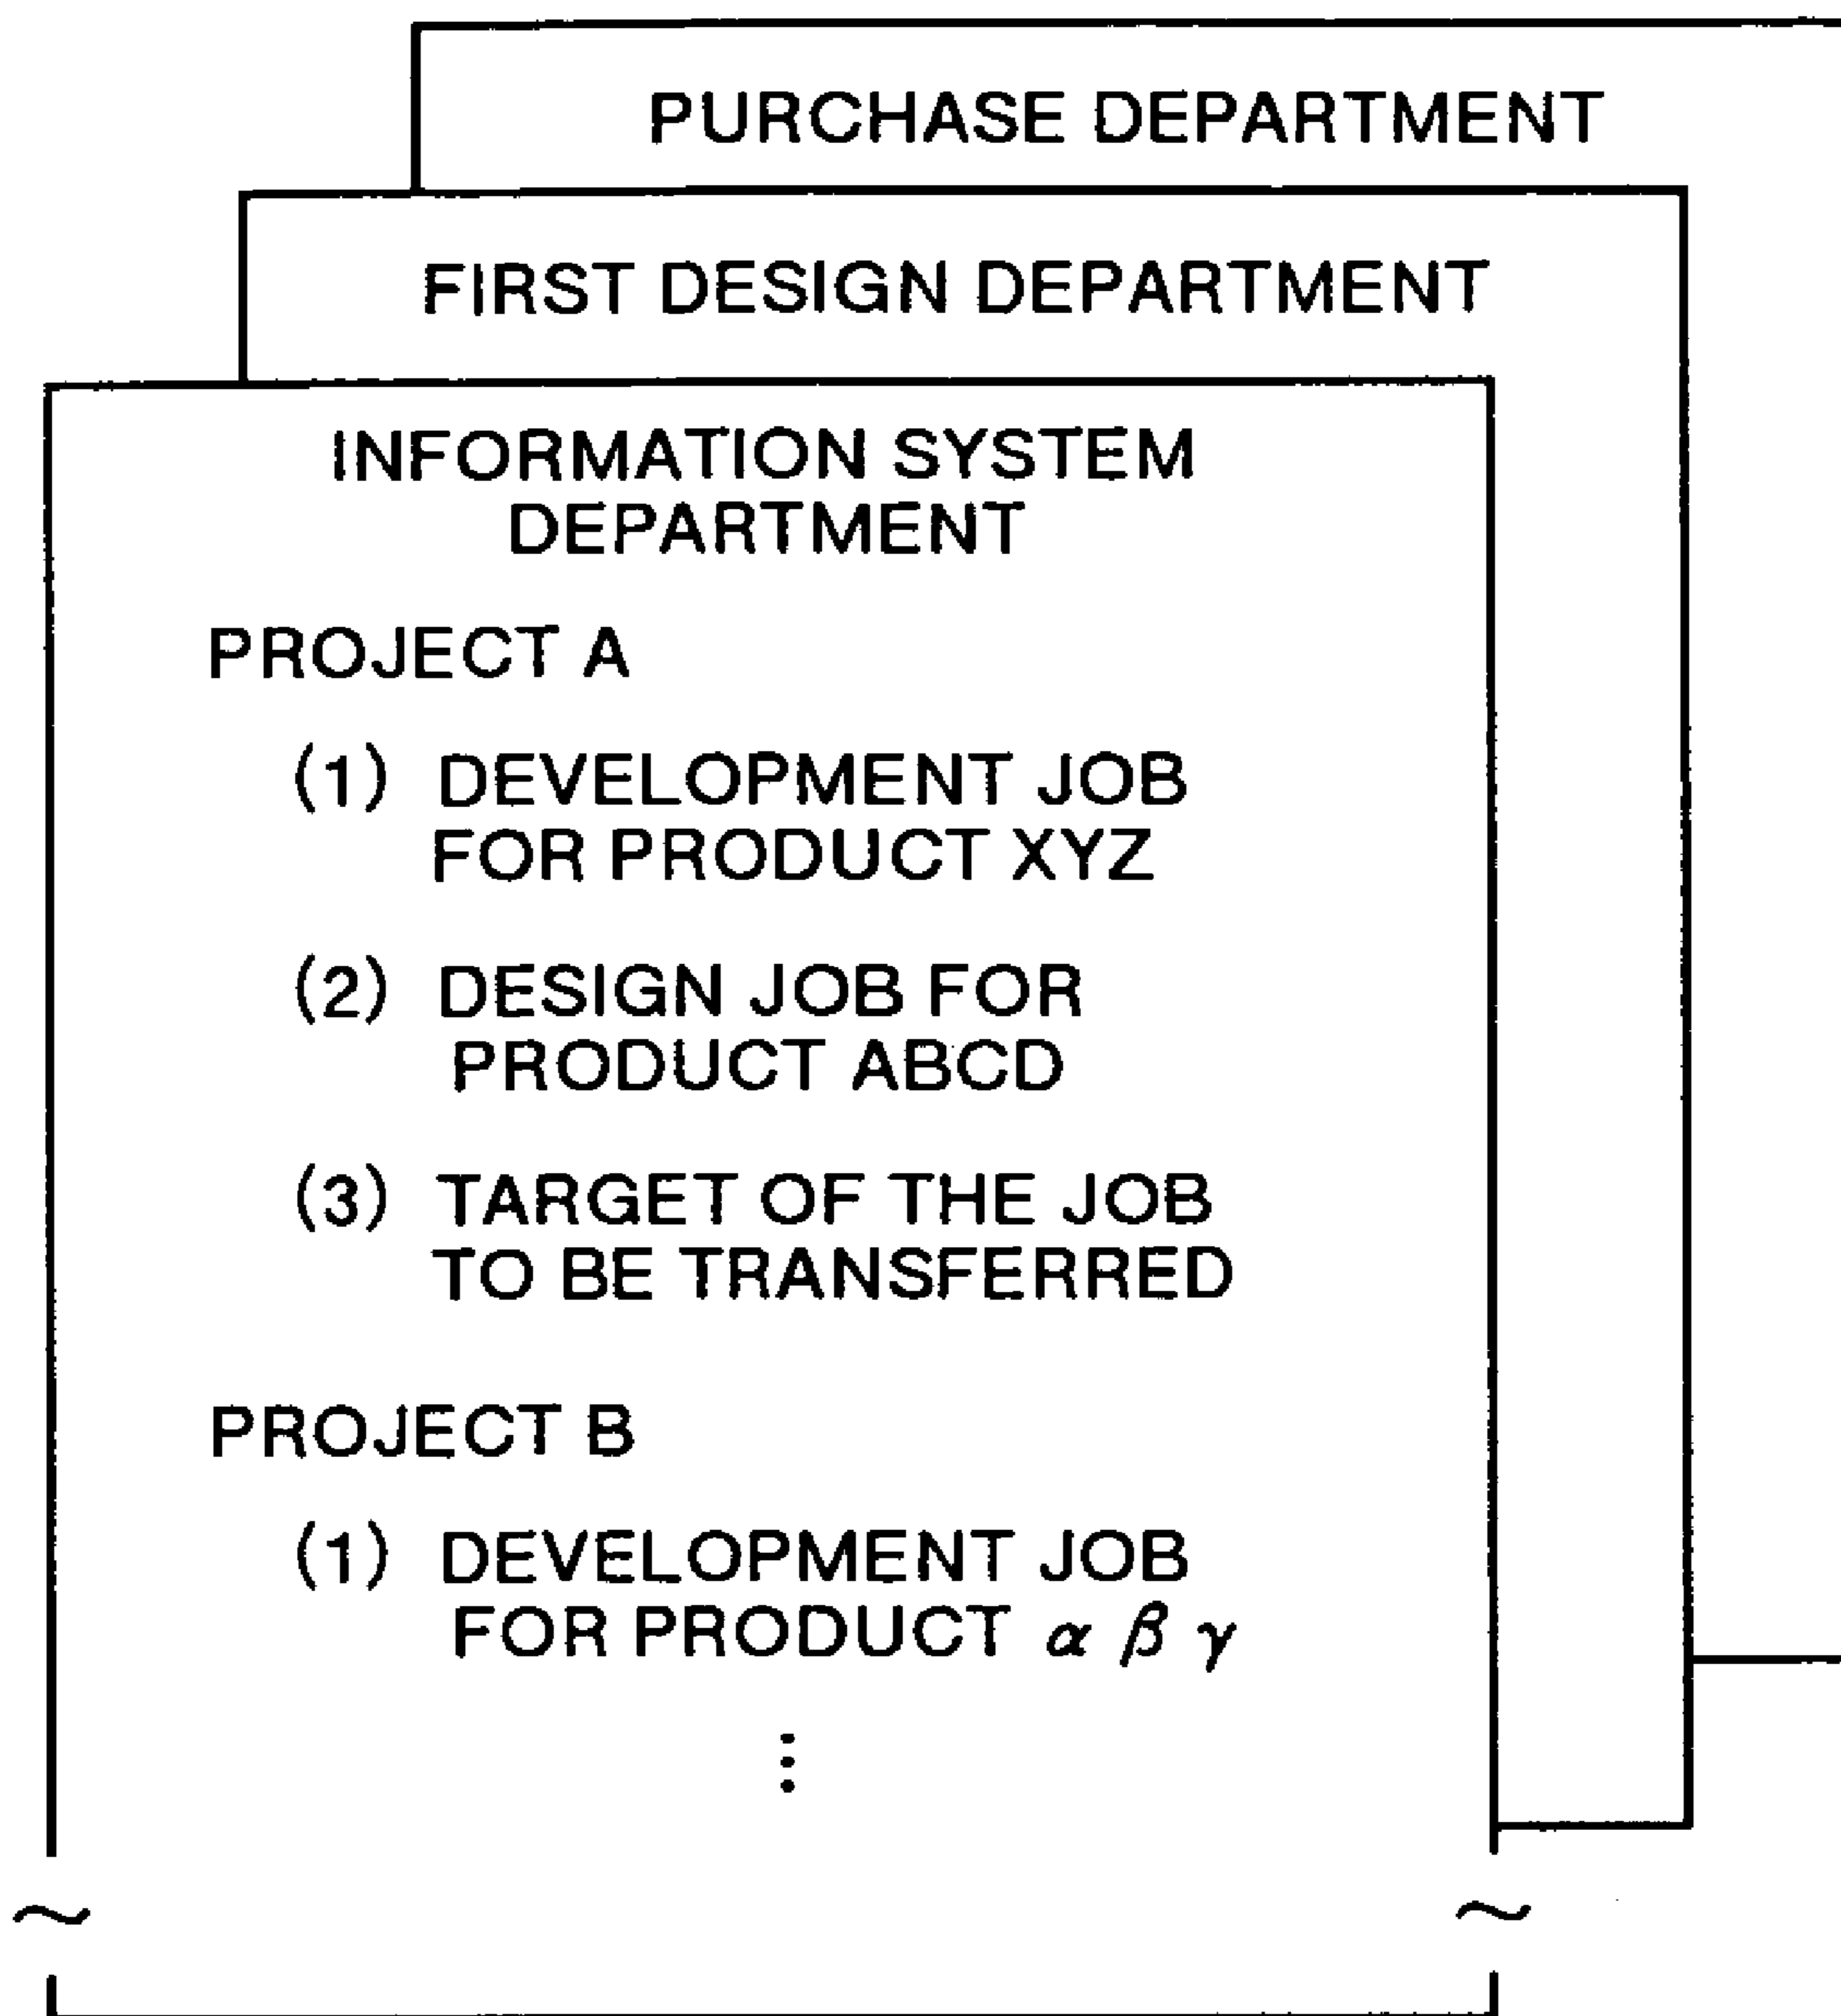 PURCHASE DEPARTMENT
FIRST DESIGN DEPARTMENT
INFORMATION SYSTEM
DEPARTMENT
PROJECT A
(1) DEVELOPMENT JOB
FOR PRODUCT XYZ
(2) DESIGN JOB FOR
PRODUCT ABCD
(3) TARGET OF THE JOB
TO BE TRANSFERRED
PROJECT B
(1) DEVELOPMENT JOB
FOR PRODUCT α β γ
⋮